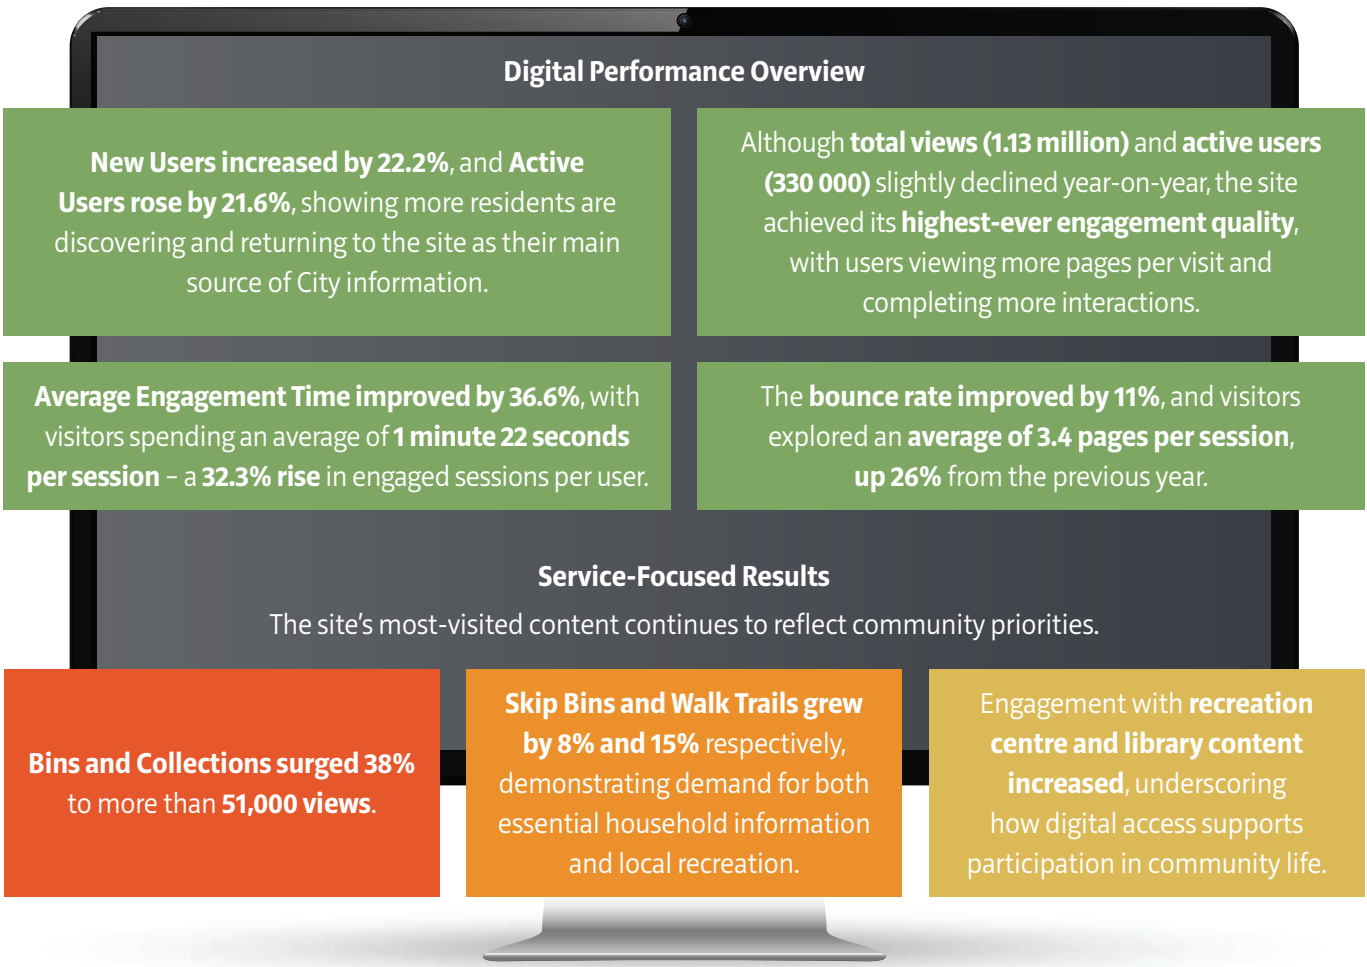 Digital Performance Overview
New Users increased by 22.2%, and Active
Users rose by 21.6%, showing more residents are
discovering and returning to the site as their main
source of City information.
Although total views (1.13 million) and active users
(330 000) slightly declined year-on-year, the site
achieved its highest-ever engagement quality,
with users viewing more pages per visit and
completing more interactions.
Average Engagement Time improved by 36.6%, with
visitors spending an average of 1 minute 22 seconds
per session – a 32.3% rise in engaged sessions per user.
The bounce rate improved by 11%, and visitors
explored an average of 3.4 pages per session,
up 26% from the previous year.
Service-Focused Results
The site’s most-visited content continues to reflect community priorities.
Bins and Collections surged 38%
to more than 51,000 views.
Skip Bins and Walk Trails grew
by 8% and 15% respectively,
demonstrating demand for both
essential household information
and local recreation.
Engagement with recreation
centre and library content
increased, underscoring
how digital access supports
participation in community life.